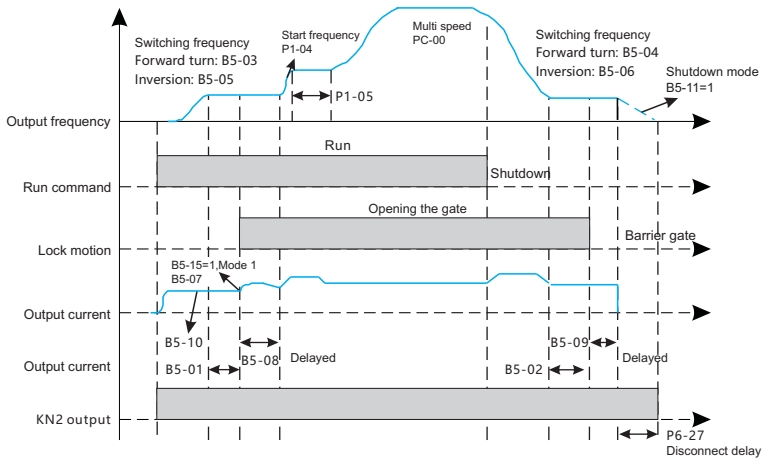 Switching frequency
Forward turn: B5-03
Inversion: B5-05
Start frequency
P1-04
P1-05
Multi speed
PC-00
Switching frequency
Forward turn: B5-04
Inversion: B5-06
Shutdown mode
B5-11=1
Output frequency
Run
Shutdown
Run command
Opening the gate
Barrier gate
Lock motion
B5-15=1,Mode 1
B5-07
Output current
B5-10
B5-08
Delayed
B5-09
Delayed
Output current
B5-01
B5-02
KN2 output
P6-27
Disconnect delay